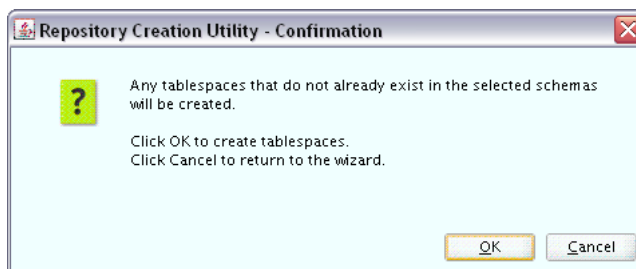 Repository Creation Utility - Confirmation
?
Any tablespaces that do not already exist in the selected schemas
will be created.
Click OK to create tablespaces.
Click Cancel to return to the wizard.
OK Cancel